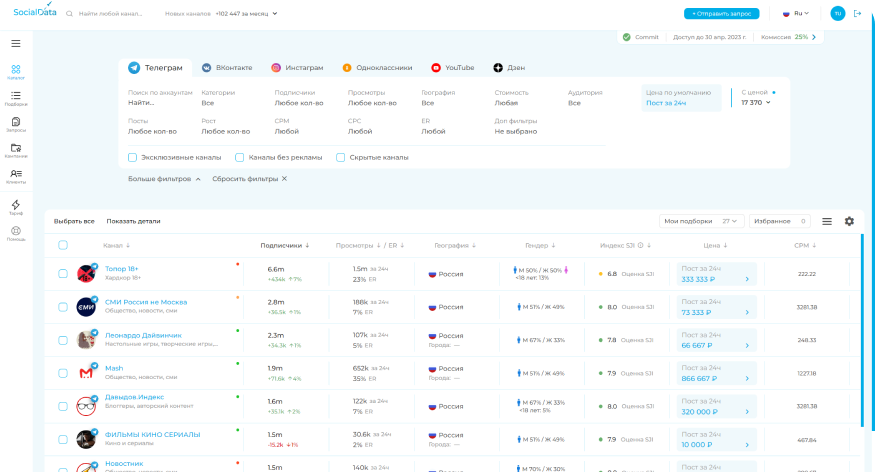 SocialData
Найти любой канал...
Новых каналов +102 447 за месяц
+ Отправить запрос
Ru
TU
Commit
Доступ до 30 апр. 2023 г.
Комиссия 25%
Каталог
Подборки
Запросы
Кампании
Клиенты
Тариф
Помощь
Телеграм ВКонтакте Инстаграм Одноклассники YouTube Дзен
Поиск по аккаунтам Категории Подписчики Просмотры География Стоимость Аудитория Цена по умолчанию С ценой
Найти... Все Любое кол-во Любое кол-во Все Любая Все Пост за 24ч 17 370
Посты Рост CPM CPC ER Доп фильтры
Любое кол-во Любое кол-во Любой Любой Любой Не выбрано
Эксклюзивные каналы Каналы без рекламы Скрытые каналы
Больше фильтров Сбросить фильтры
Выбрать все Показать детали Мои подборки 27 Избранное 0
Канал Подписчики Просмотры / ER География Гендер Индекс SJI Цена CPM
Топор 18+ 6.6m 1.5m за 24ч Россия М 50% / Ж 50% 6.8 Оценка SJI Пост за 24ч 222.22
Хардкор 18+ +434k 7% 23% ER <18 лет: 13% 333 333 ₽
СМИ Россия не Москва 2.8m 188k за 24ч Россия М 51% / Ж 49% 8.0 Оценка SJI Пост за 24ч 3281.38
Общество, новости, сми +36.5k 1% 7% ER 73 333 ₽
Леонардо Дайвинчик 2.3m 107k за 24ч Россия М 67% / Ж 33% 7.8 Оценка SJI Пост за 24ч 248.33
Настольные игры, творческие игры,... +34.3k 1% 5% ER Города: — 66 667 ₽
Mash 1.9m 652k за 24ч Россия М 51% / Ж 49% 7.9 Оценка SJI Пост за 24ч 1227.18
Общество, новости, сми +71.6k 4% 35% ER Города: — 866 667 ₽
Давыдов.Индекс 1.6m 122k за 24ч Россия М 67% / Ж 33% 8.0 Оценка SJI Пост за 24ч 3281.38
Блоггеры, авторский контент +35.1k 2% 7% ER <18 лет: 5% 320 000 ₽
ФИЛЬМЫ КИНО СЕРИАЛЫ 1.5m 30.6k за 24ч Россия М 51% / Ж 49% 7.9 Оценка SJI Пост за 24ч 467.84
Кино и сериалы -15.2k 1% 2% ER Города: — 10 000 ₽
Новостник 1.5m 140k за 24ч М 70% / Ж 30% Пост за 24ч